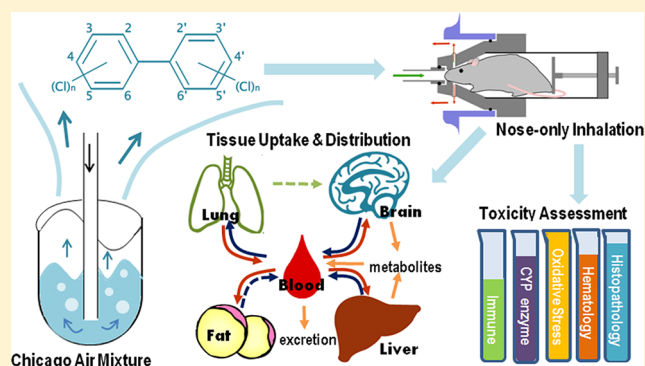 3 2 2' 3'
4 4'
(Cl)n (Cl)n
5 6 6' 5'
Nose-only Inhalation
Tissue Uptake & Distribution
Lung
Brain
metabolites
Blood
Fat
excretion
Liver
Chicago Air Mixture
Toxicity Assessment
Immune
CYP enzyme
Oxidative Stress
Hematology
Histopathology